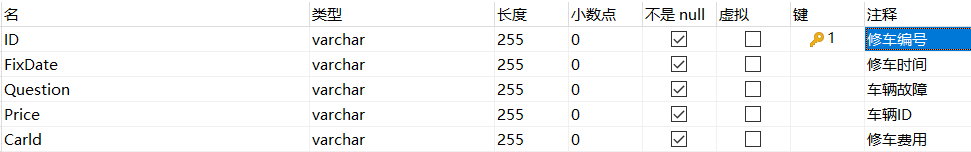 名 类型 长度 小数点 不是 null 虚拟 键 注释
ID varchar 255 0 1 修车编号
FixDate varchar 255 0 修车时间
Question varchar 255 0 车辆故障
Price varchar 255 0 车辆ID
CarId varchar 255 0 修车费用